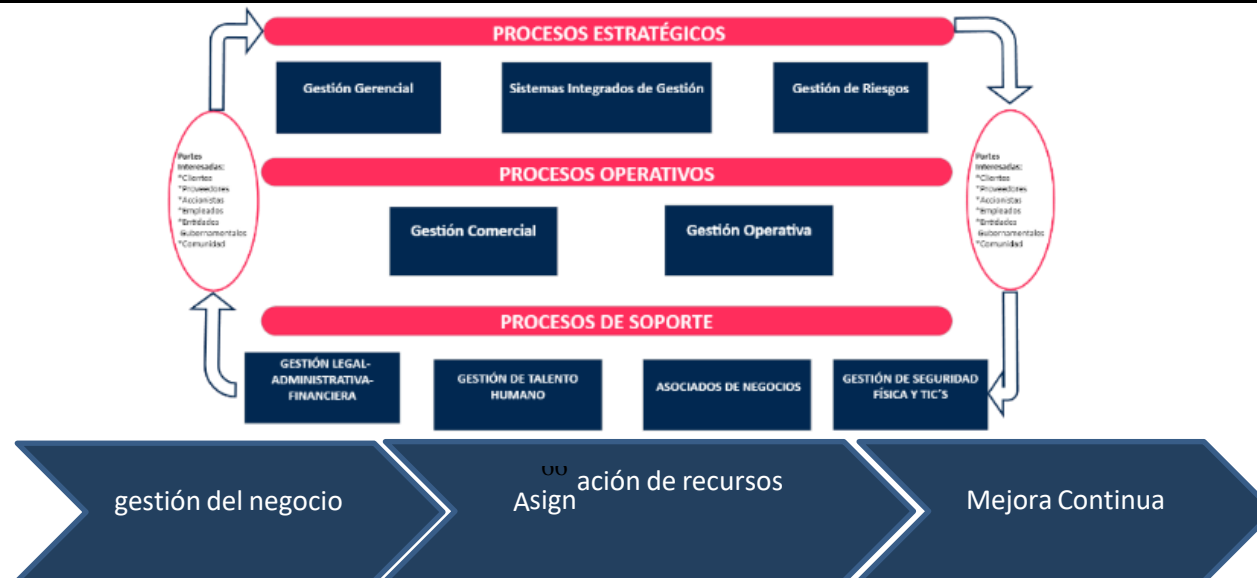 PROCESOS ESTRATÉGICOS
Gestión Gerencial
Sistemas Integrados de Gestión
Gestión de Riesgos
Partes
Interesadas:
*Clientes
*Proveedores
*Accionistas
*Empleados
*Entidades
Gubernamentales
*Comunidad
PROCESOS OPERATIVOS
Gestión Comercial
Gestión Operativa
Partes
Interesadas:
*Clientes
*Proveedores
*Accionistas
*Empleados
*Entidades
Gubernamentales
*Comunidad
PROCESOS DE SOPORTE
GESTIÓN LEGAL-
ADMINISTRATIVA-
FINANCIERA
GESTIÓN DE TALENTO
HUMANO
ASOCIADOS DE NEGOCIOS
GESTIÓN DE SEGURIDAD
FÍSICA Y TIC´S
gestión del negocio
Asignación de recursos
Mejora Continua